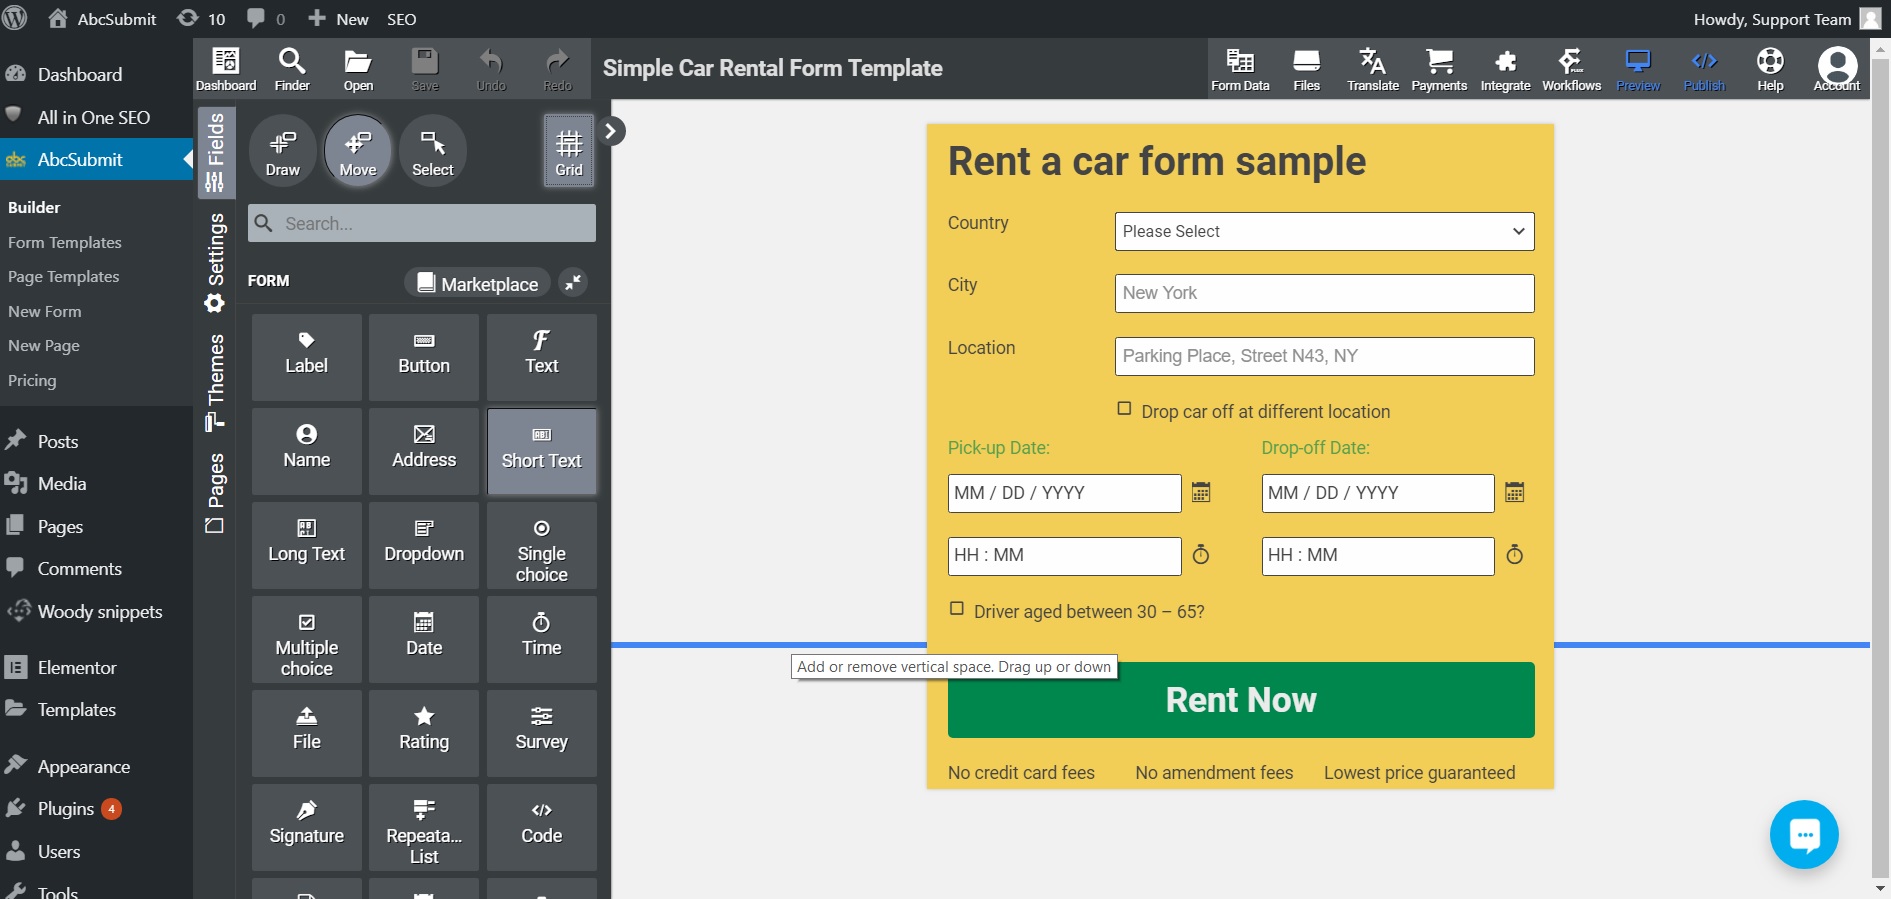 AbcSubmit 10 0 New SEO Howdy, Support Team
Dashboard
All in One SEO
AbcSubmit
Builder
Form Templates
Page Templates
New Form
New Page
Pricing
Posts
Media
Pages
Comments
Woody snippets
Elementor
Templates
Appearance
Plugins 4
Users
Tools
Dashboard Finder Open Save Undo Redo
Simple Car Rental Form Template
Form Data Files Translate Payments Integrate Workflows Preview Publish Help Account
Fields
Settings
Themes
Pages
Draw Move Select Grid
Search...
FORM Marketplace
Label Button Text
Name Address Short Text
Long Text Dropdown Single
choice
Multiple
choice Date Time
File Rating Survey
Signature Repeata...
List Code
Rent a car form sample
Country Please Select
City New York
Location Parking Place, Street N43, NY
Drop car off at different location
Pick-up Date: Drop-off Date:
MM / DD / YYYY MM / DD / YYYY
HH : MM HH : MM
Driver aged between 30 – 65?
Add or remove vertical space. Drag up or down
Rent Now
No credit card fees No amendment fees Lowest price guaranteed